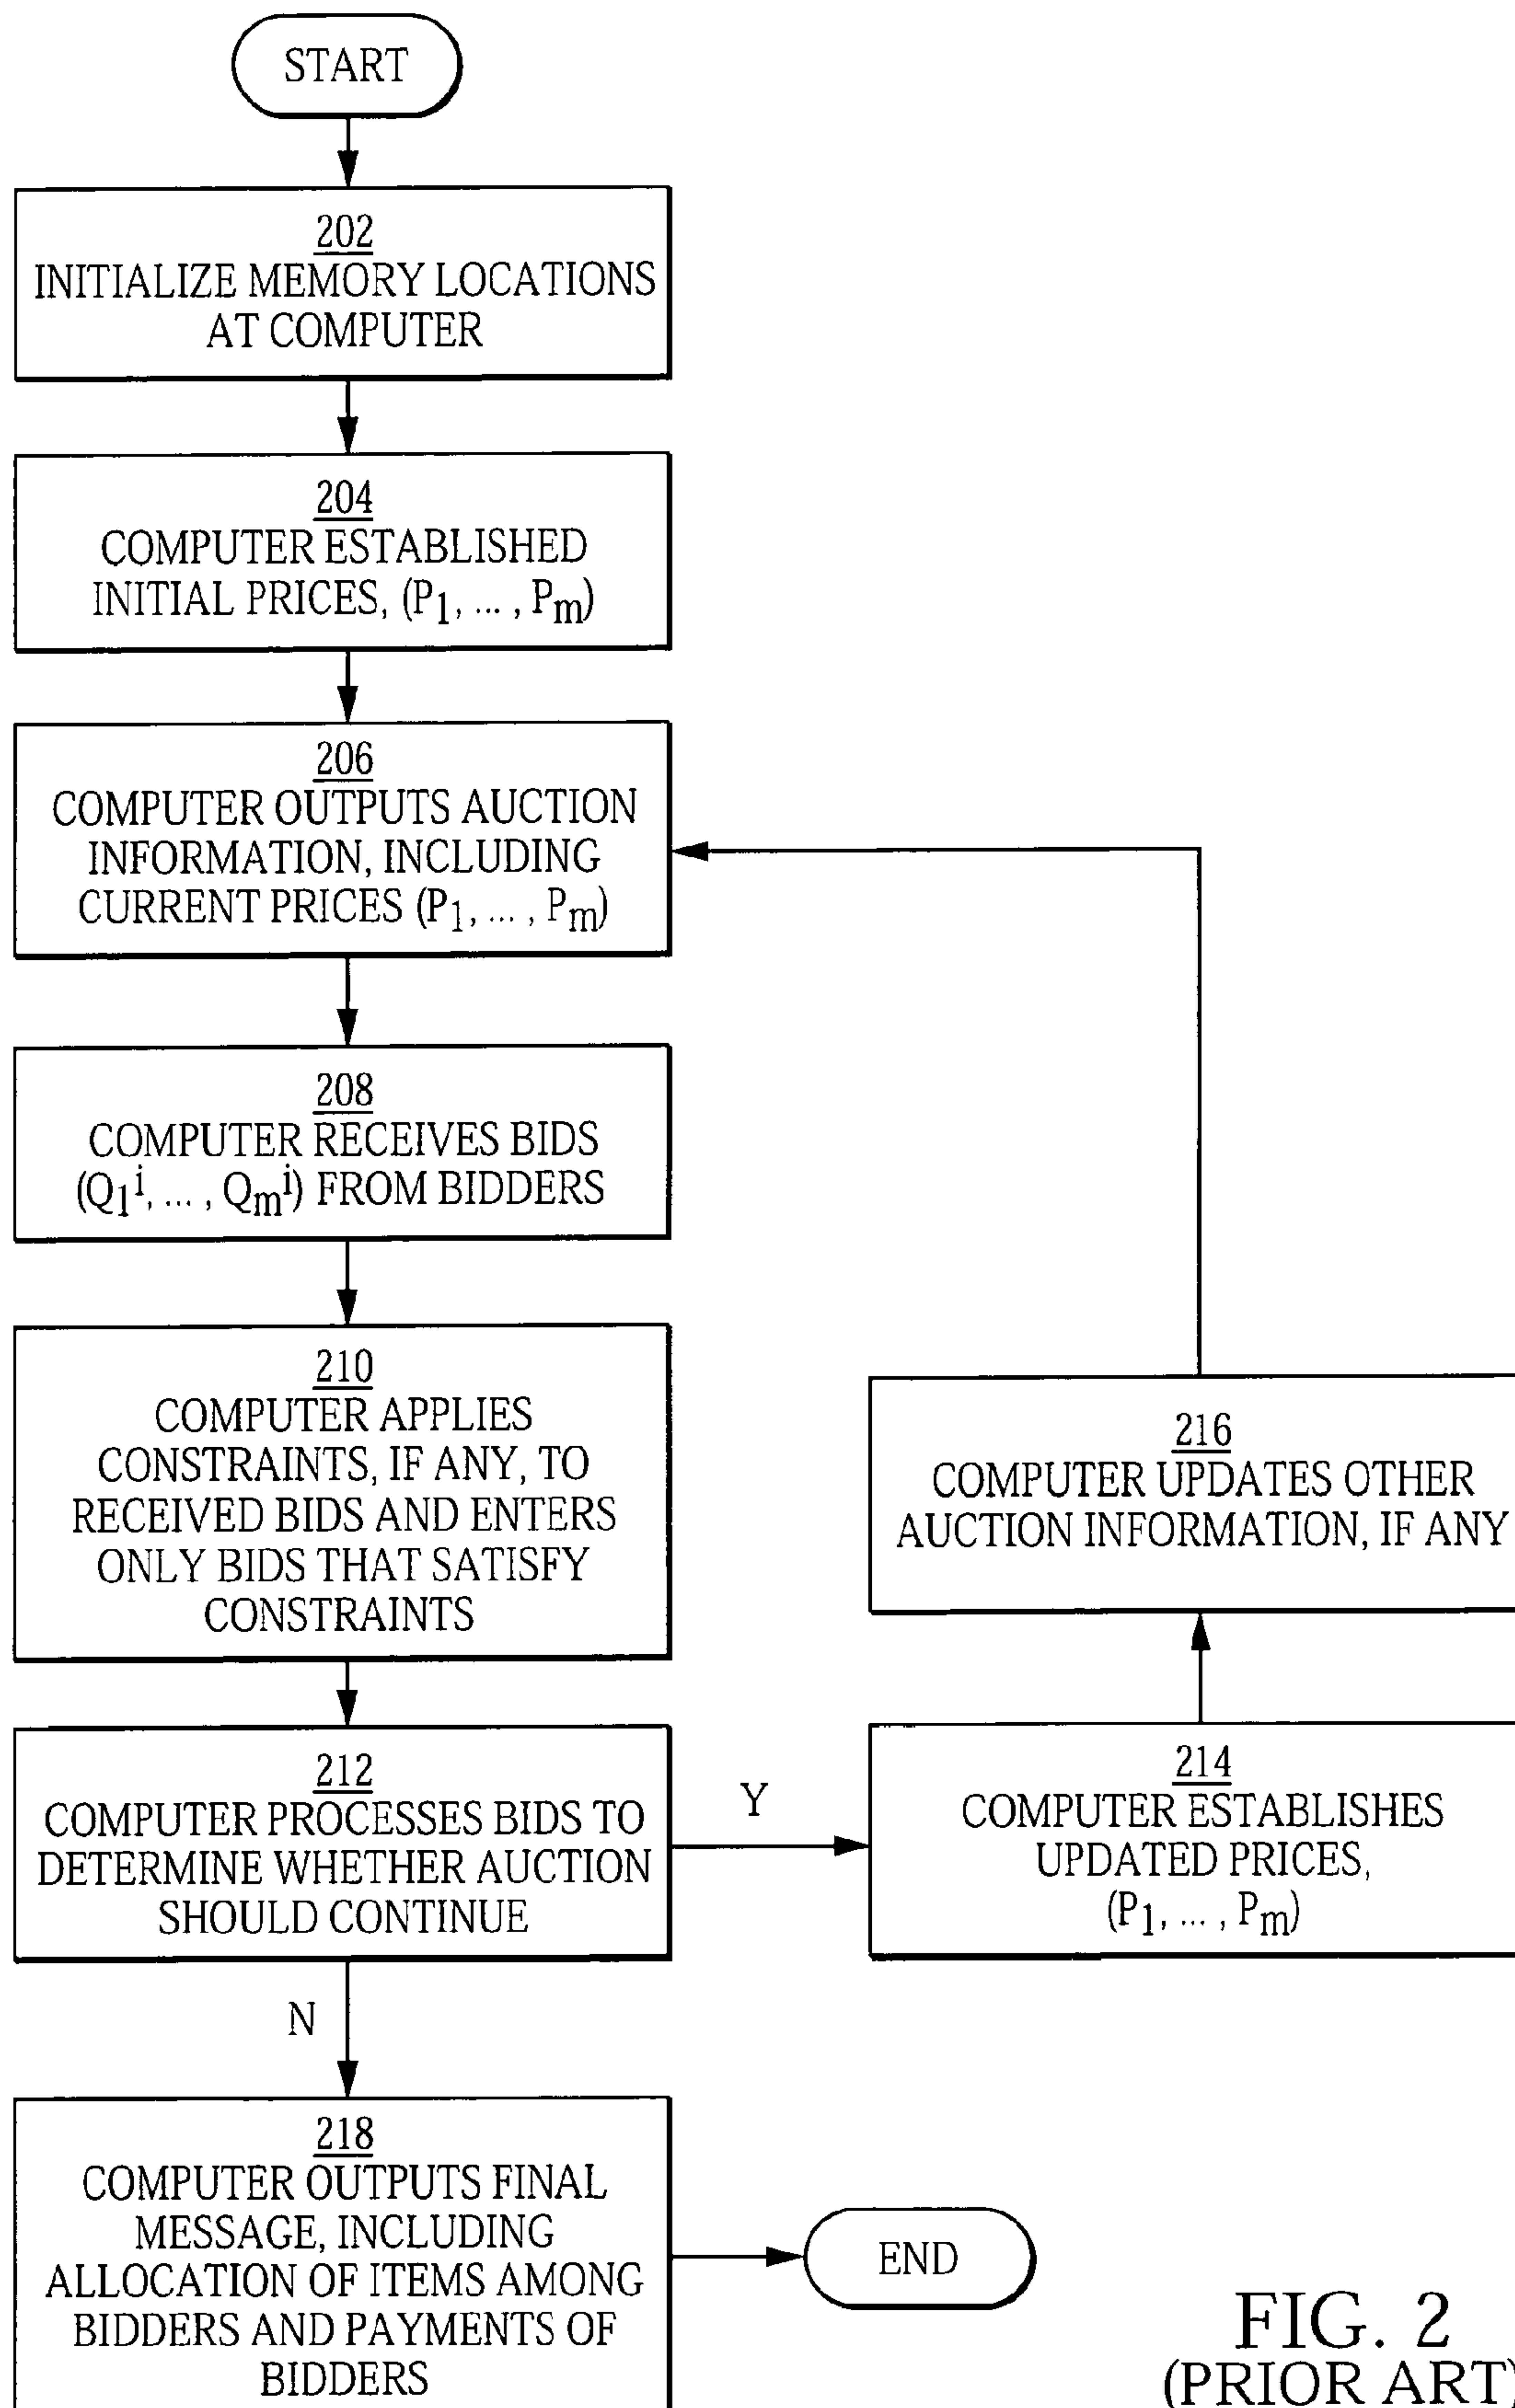 START
202
INITIALIZE MEMORY LOCATIONS
AT COMPUTER
204
COMPUTER ESTABLISHED
INITIAL PRICES, (P1, ... , Pm)
206
COMPUTER OUTPUTS AUCTION
INFORMATION, INCLUDING
CURRENT PRICES (P1, ... , Pm)
208
COMPUTER RECEIVES BIDS
(Q1^i, ... , Qm^i) FROM BIDDERS
210
COMPUTER APPLIES
CONSTRAINTS, IF ANY, TO
RECEIVED BIDS AND ENTERS
ONLY BIDS THAT SATISFY
CONSTRAINTS
212
COMPUTER PROCESSES BIDS TO
DETERMINE WHETHER AUCTION
SHOULD CONTINUE
Y
214
COMPUTER ESTABLISHES
UPDATED PRICES,
(P1, ... , Pm)
216
COMPUTER UPDATES OTHER
AUCTION INFORMATION, IF ANY
N
218
COMPUTER OUTPUTS FINAL
MESSAGE, INCLUDING
ALLOCATION OF ITEMS AMONG
BIDDERS AND PAYMENTS OF
BIDDERS
END
FIG. 2
(PRIOR ART)